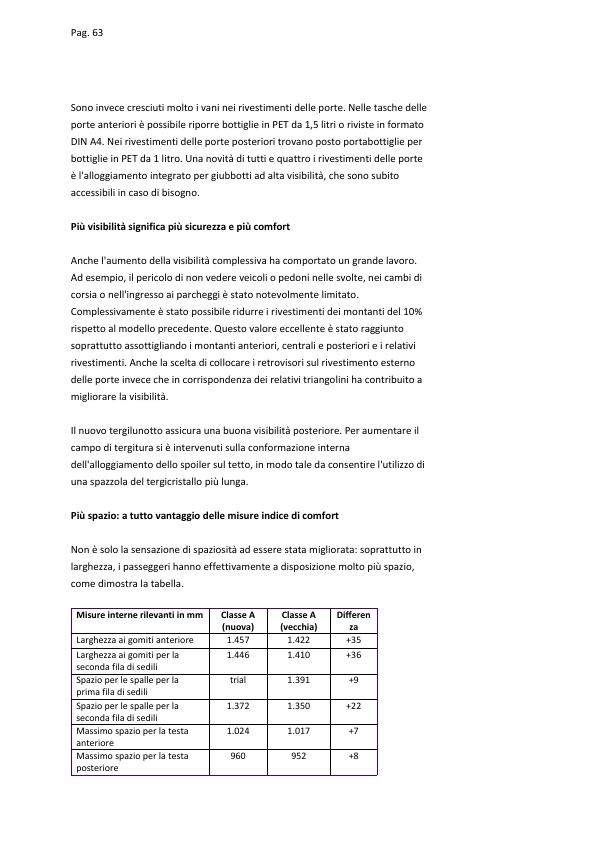 Pag. 63
Sono invece cresciuti molto i vani nei rivestimenti delle porte. Nelle tasche delle
porte anteriori è possibile riporre bottiglie in PET da 1,5 litri o riviste in formato
DIN A4. Nei rivestimenti delle porte posteriori trovano posto portabottiglie per
bottiglie in PET da 1 litro. Una novità di tutti e quattro i rivestimenti delle porte
è l'alloggiamento integrato per giubbotti ad alta visibilità, che sono subito
accessibili in caso di bisogno.
Più visibilità significa più sicurezza e più comfort
Anche l'aumento della visibilità complessiva ha comportato un grande lavoro.
Ad esempio, il pericolo di non vedere veicoli o pedoni nelle svolte, nei cambi di
corsia o nell'ingresso ai parcheggi è stato notevolmente limitato.
Complessivamente è stato possibile ridurre i rivestimenti dei montanti del 10%
rispetto al modello precedente. Questo valore eccellente è stato raggiunto
soprattutto assottigliando i montanti anteriori, centrali e posteriori e i relativi
rivestimenti. Anche la scelta di collocare i retrovisori sul rivestimento esterno
delle porte invece che in corrispondenza dei relativi triangolini ha contribuito a
migliorare la visibilità.
Il nuovo tergilunotto assicura una buona visibilità posteriore. Per aumentare il
campo di tergitura si è intervenuti sulla conformazione interna
dell'alloggiamento dello spoiler sul tetto, in modo tale da consentire l'utilizzo di
una spazzola del tergicristallo più lunga.
Più spazio: a tutto vantaggio delle misure indice di comfort
Non è solo la sensazione di spaziosità ad essere stata migliorata: soprattutto in
larghezza, i passeggeri hanno effettivamente a disposizione molto più spazio,
come dimostra la tabella.
Misure interne rilevanti in mm Classe A Classe A Differen
(nuova) (vecchia) za
Larghezza ai gomiti anteriore 1.457 1.422 +35
Larghezza ai gomiti per la 1.446 1.410 +36
seconda fila di sedili
Spazio per le spalle per la trial 1.391 +9
prima fila di sedili
Spazio per le spalle per la 1.372 1.350 +22
seconda fila di sedili
Massimo spazio per la testa 1.024 1.017 +7
anteriore
Massimo spazio per la testa 960 952 +8
posteriore